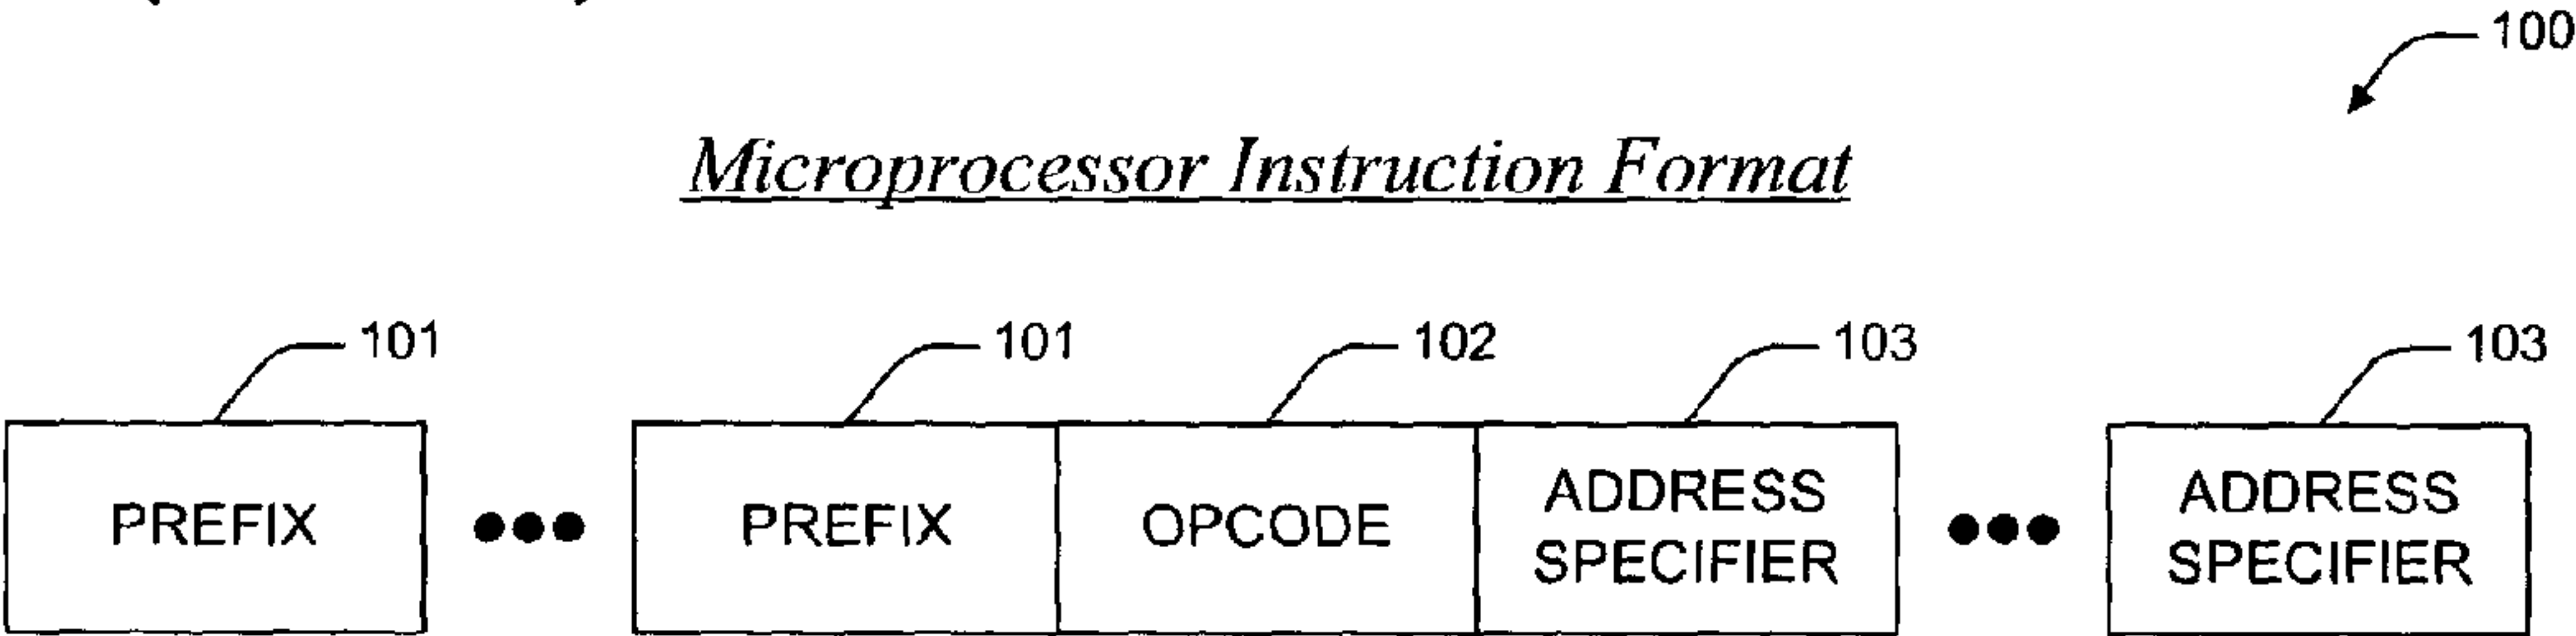 100
Microprocessor Instruction Format
101
101
102
103
103
PREFIX
PREFIX
OPCODE
ADDRESS
SPECIFIER
ADDRESS
SPECIFIER